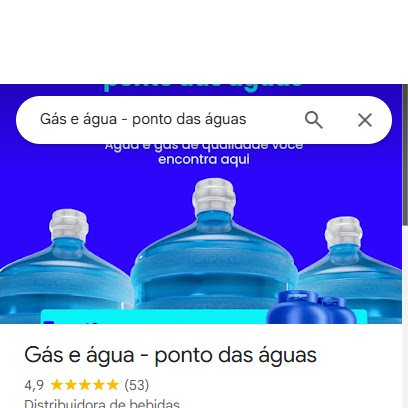 ponto das águas
Gás e água - ponto das águas
Água e gás de qualidade você
encontra aqui
Gás e água - ponto das águas
4,9 (53)
Distribuidora de bebidas